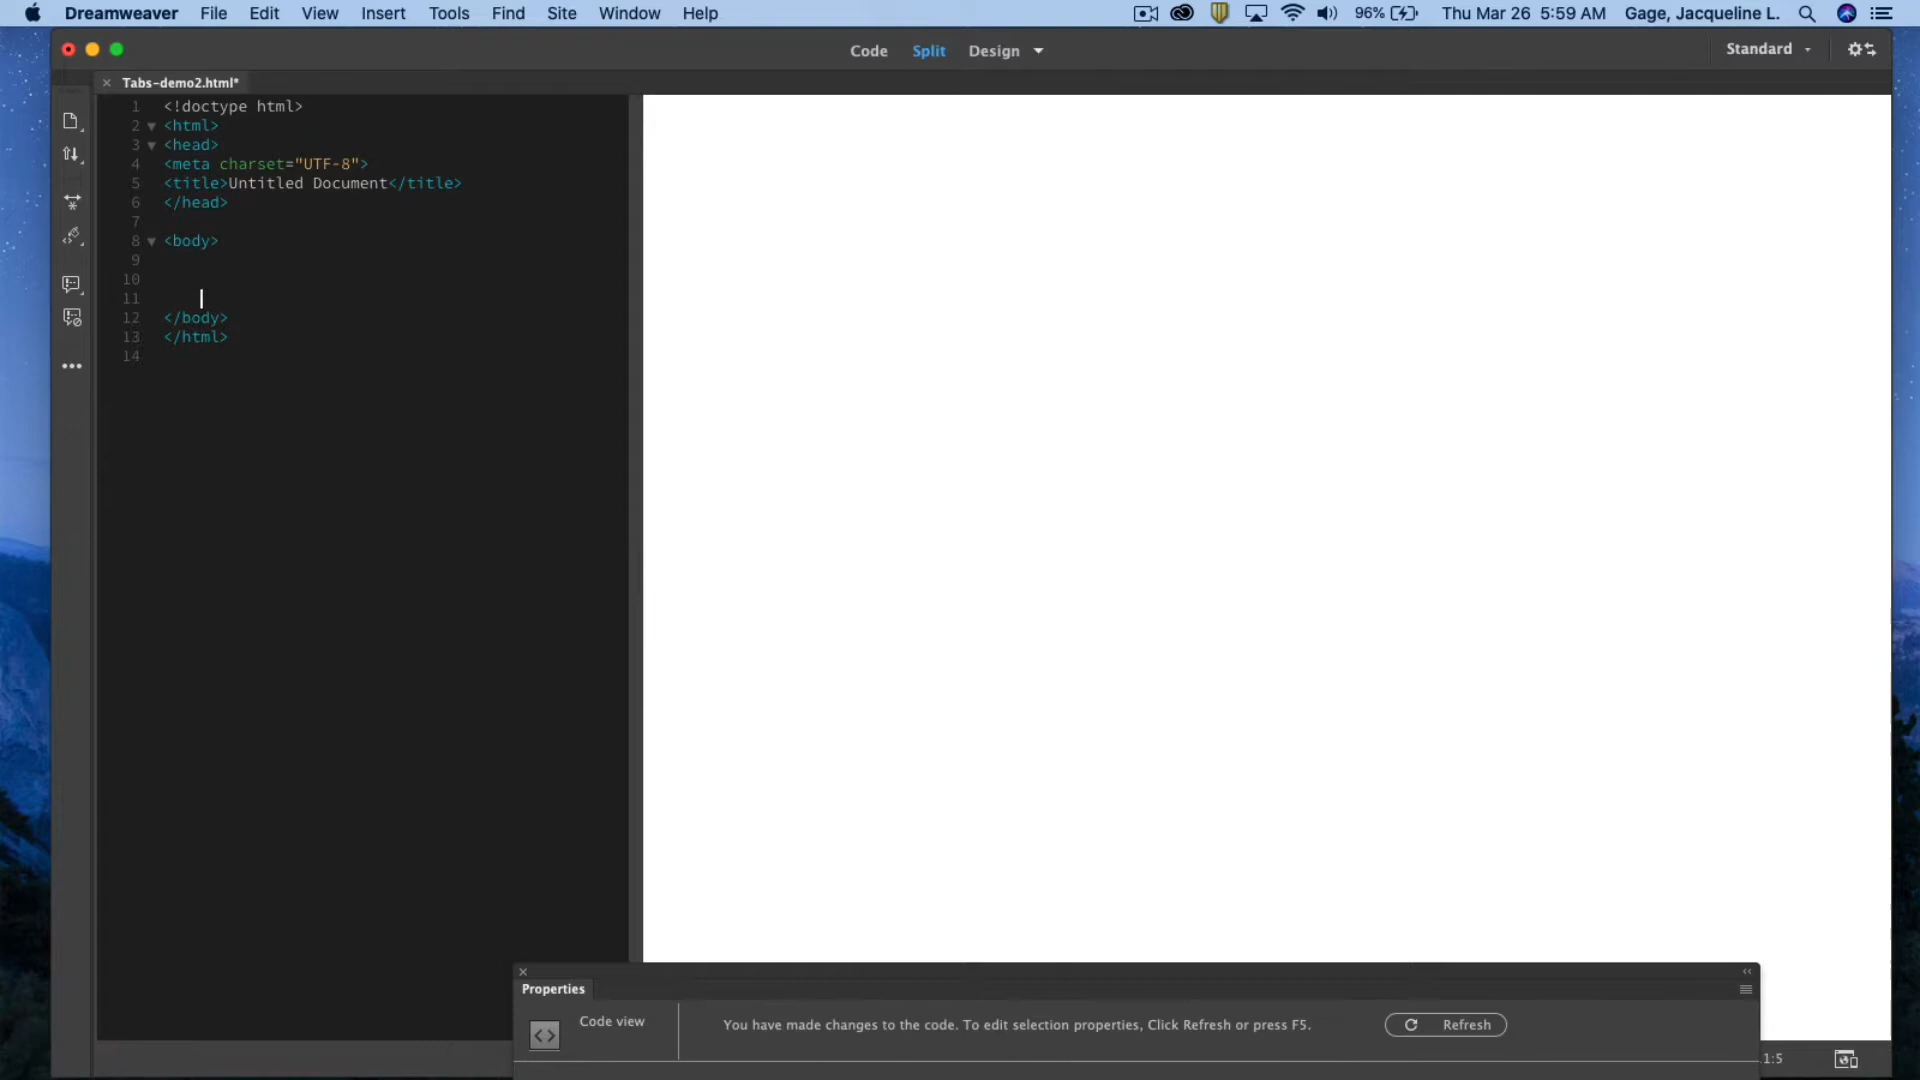 Dreamweaver File Edit View Insert Tools Find Site Window Help 96% Thu Mar 26 5:59 AM Gage, Jacqueline L.
Code Split Design Standard
Tabs-demo2.html*
1 <!doctype html>
2 <html>
3 <head>
4 <meta charset="UTF-8">
5 <title>Untitled Document</title>
6 </head>
7
8 <body>
9
10
11
12 </body>
13 </html>
14
Properties
Code view You have made changes to the code. To edit selection properties, Click Refresh or press F5. Refresh